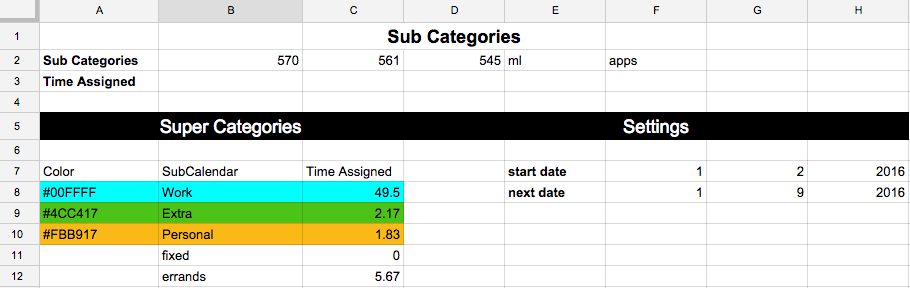 A B C D E F G H
1 Sub Categories
2 Sub Categories 570 561 545 ml apps
3 Time Assigned
4
5 Super Categories Settings
6
7 Color SubCalendar Time Assigned start date 1 2 2016
8 #00FFFF Work 49.5 next date 1 9 2016
9 #4CC417 Extra 2.17
10 #FBB917 Personal 1.83
11 fixed 0
12 errands 5.67